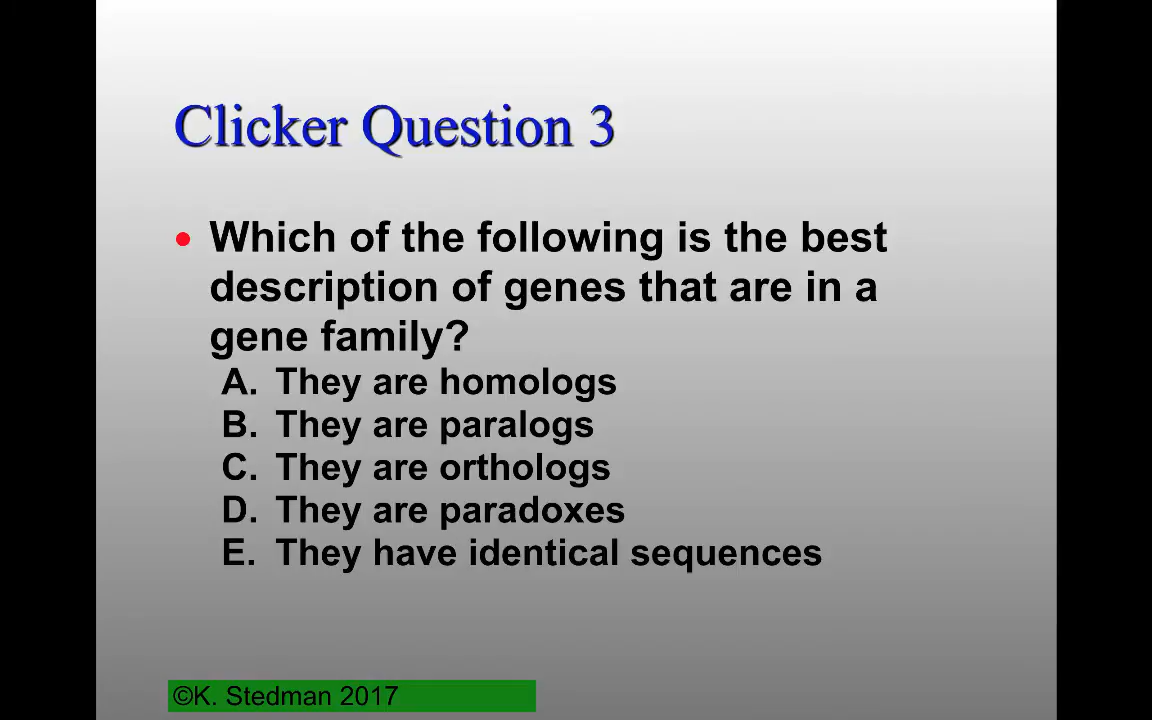 Clicker Question 3
• Which of the following is the best
description of genes that are in a
gene family?
A. They are homologs
B. They are paralogs
C. They are orthologs
D. They are paradoxes
E. They have identical sequences
©K. Stedman 2017